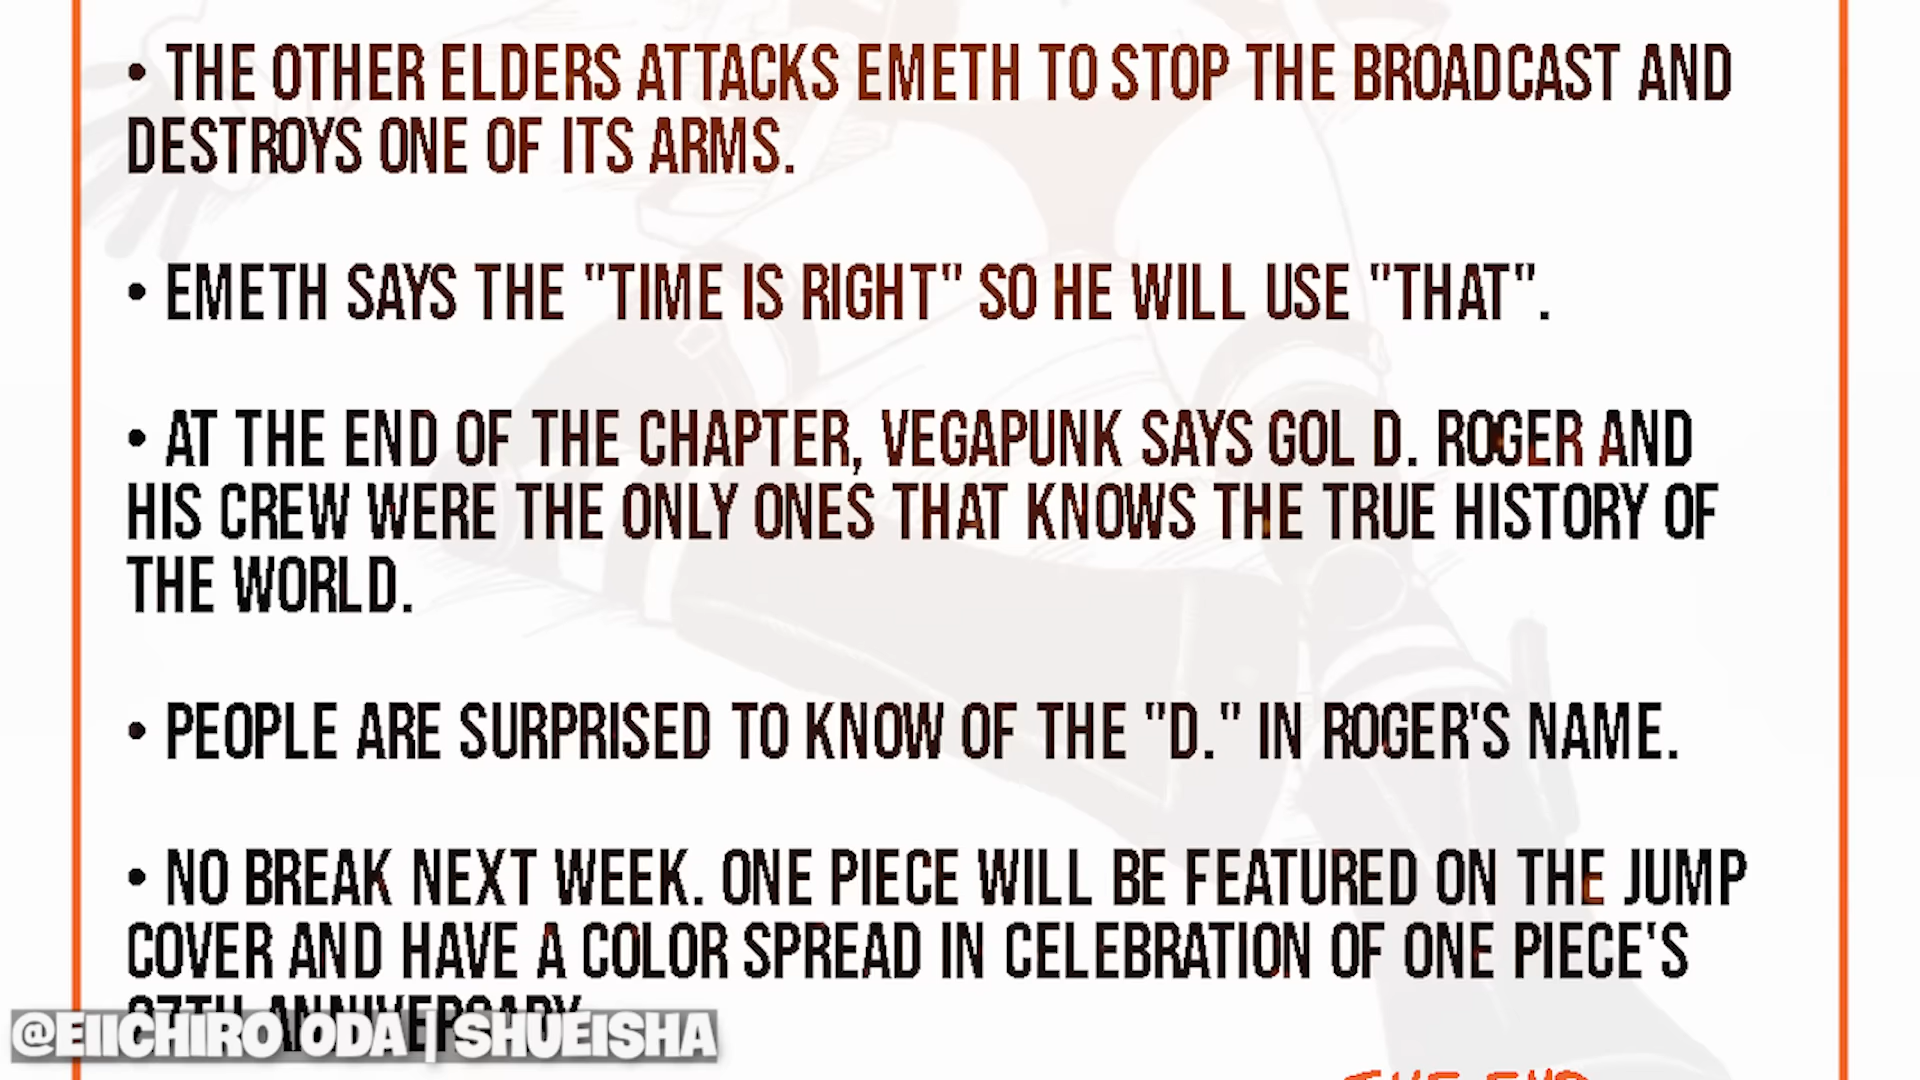 • THE OTHER ELDERS ATTACKS EMETH TO STOP THE BROADCAST AND
DESTROYS ONE OF ITS ARMS.
• EMETH SAYS THE "TIME IS RIGHT" SO HE WILL USE "THAT".
• AT THE END OF THE CHAPTER, VEGAPUNK SAYS GOL D. ROGER AND
HIS CREW WERE THE ONLY ONES THAT KNOWS THE TRUE HISTORY OF
THE WORLD.
• PEOPLE ARE SURPRISED TO KNOW OF THE "D." IN ROGER'S NAME.
• NO BREAK NEXT WEEK. ONE PIECE WILL BE FEATURED ON THE JUMP
COVER AND HAVE A COLOR SPREAD IN CELEBRATION OF ONE PIECE'S
ANNIVERSARY
@EIICHIRO ODA | SHUEISHA